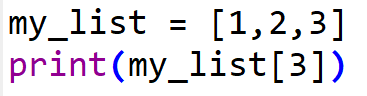 my_list = [1,2,3]
print(my_list[3])